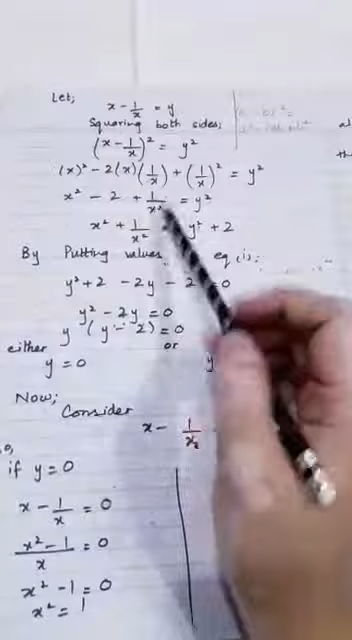 Let;
x - 1/x = y
Squaring both sides;
(x - 1/x)² = y²
(x)² - 2(x)(1/x) + (1/x)² = y²
x² - 2 + 1/x² = y²
x² + 1/x² y² + 2
By Putting values eq(i);
y² + 2 - 2y - 2 = 0
y² - 2y = 0
y (y - 2) = 0
either or
y = 0 y
Now; Consider
x - 1/x
if y = 0
x - 1/x = 0
x² - 1/x = 0
x² - 1 = 0
x² = 1